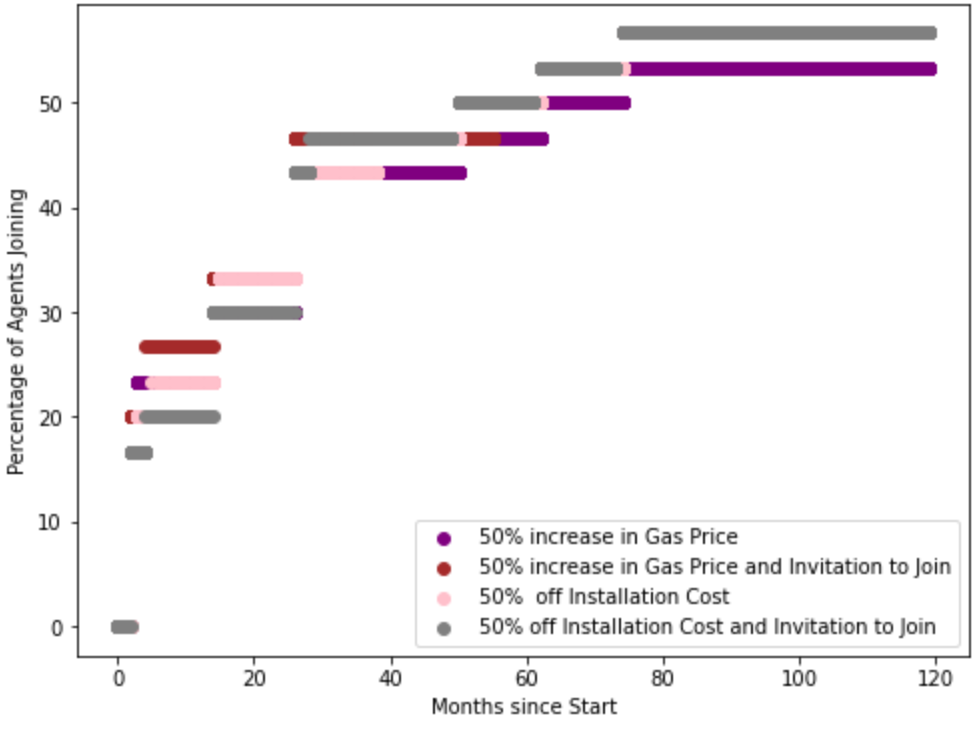 Percentage of Agents Joining
50
40
30
20
10
0
50% increase in Gas Price
50% increase in Gas Price and Invitation to Join
50%  off Installation Cost
50% off Installation Cost and Invitation to Join
0 20 40 60 80 100 120
Months since Start